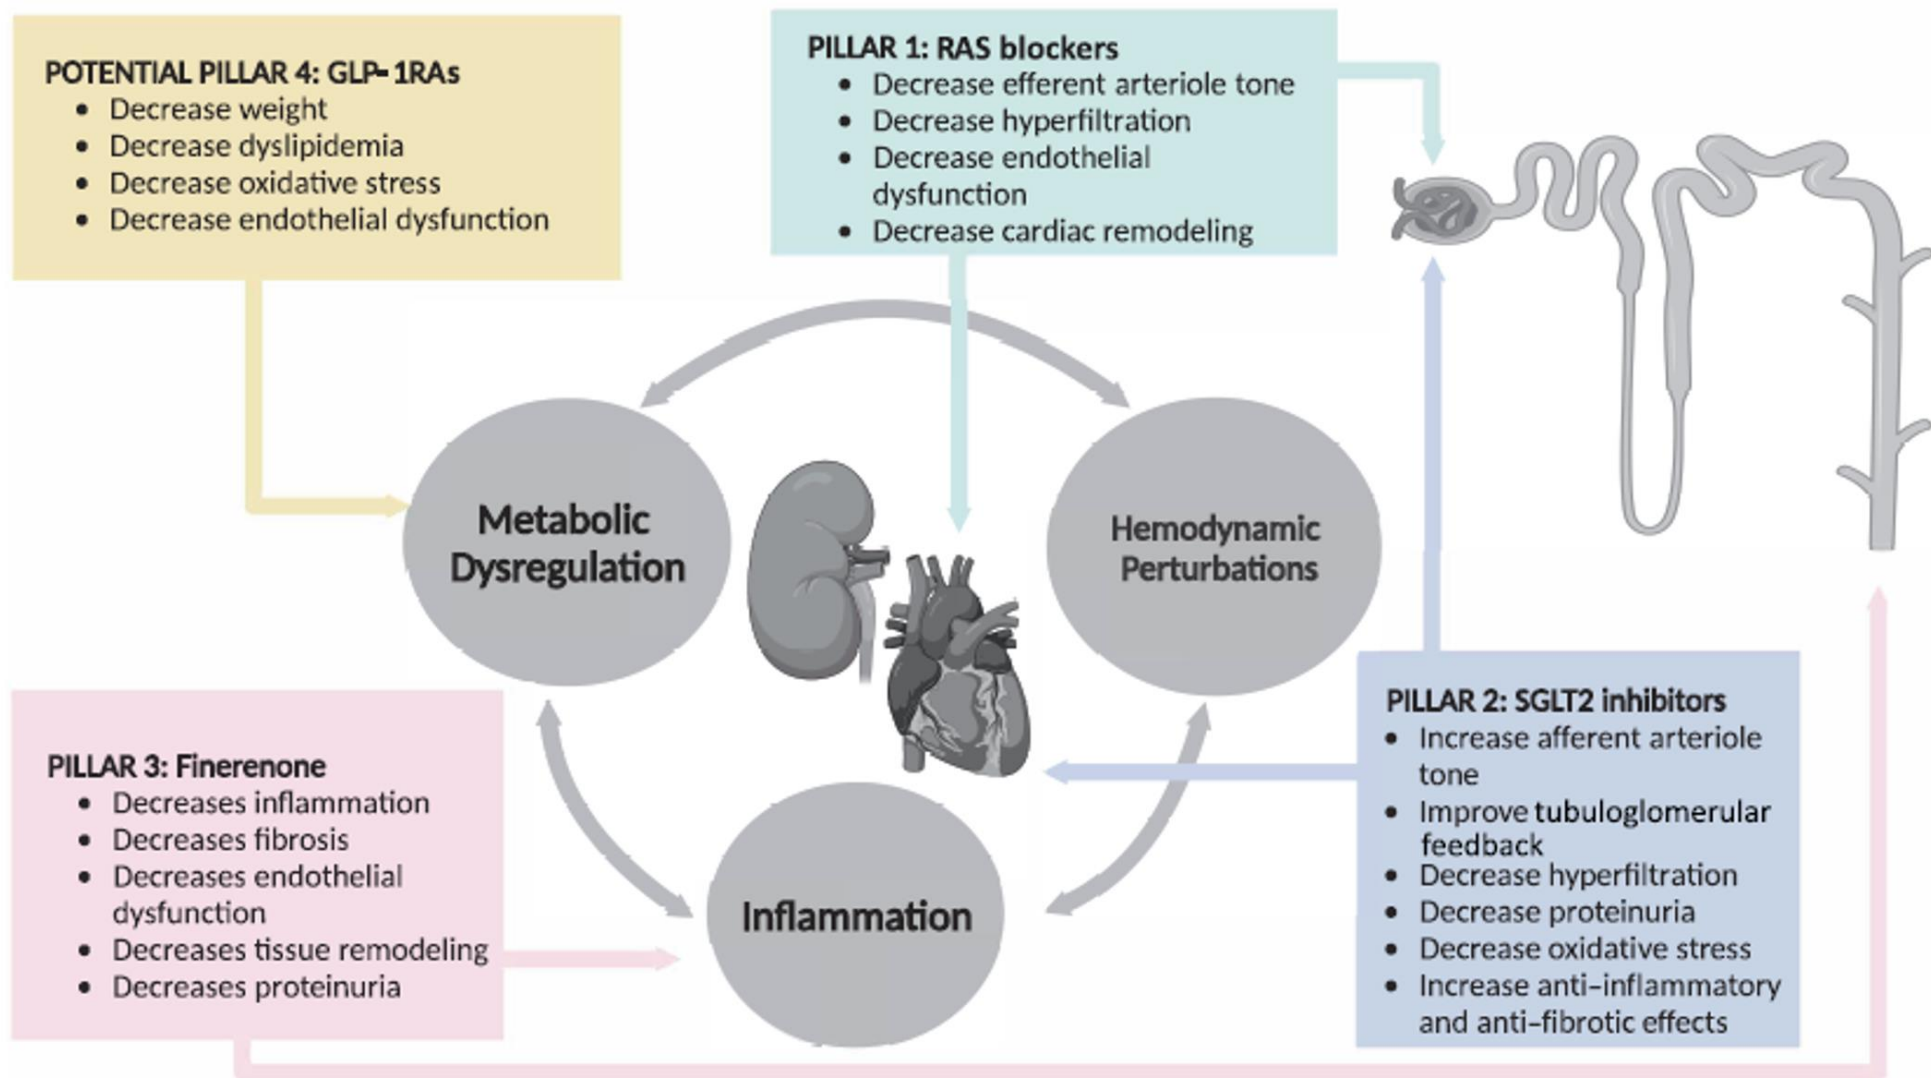 POTENTIAL PILLAR 4: GLP-1RAs
• Decrease weight
• Decrease dyslipidemia
• Decrease oxidative stress
• Decrease endothelial dysfunction
PILLAR 1: RAS blockers
• Decrease efferent arteriole tone
• Decrease hyperfiltration
• Decrease endothelial
dysfunction
• Decrease cardiac remodeling
Metabolic
Dysregulation
Hemodynamic
Perturbations
Inflammation
PILLAR 3: Finerenone
• Decreases inflammation
• Decreases fibrosis
• Decreases endothelial
dysfunction
• Decreases tissue remodeling
• Decreases proteinuria
PILLAR 2: SGLT2 inhibitors
• Increase afferent arteriole
tone
• Improve tubuloglomerular
feedback
• Decrease hyperfiltration
• Decrease proteinuria
• Decrease oxidative stress
• Increase anti-inflammatory
and anti-fibrotic effects